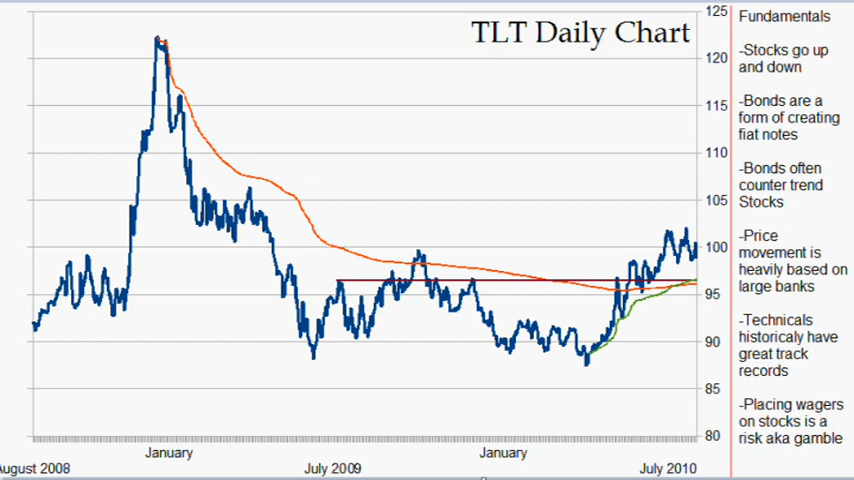 TLT Daily Chart
125
120
115
110
105
100
95
90
85
80
August 2008
January
July 2009
January
July 2010
Fundamentals
-Stocks go up
and down
-Bonds are a
form of creating
fiat notes
-Bonds often
counter trend
Stocks
-Price
movement is
heavily based on
large banks
-Technicals
historicaly have
great track
records
-Placing wagers
on stocks is a
risk aka gamble